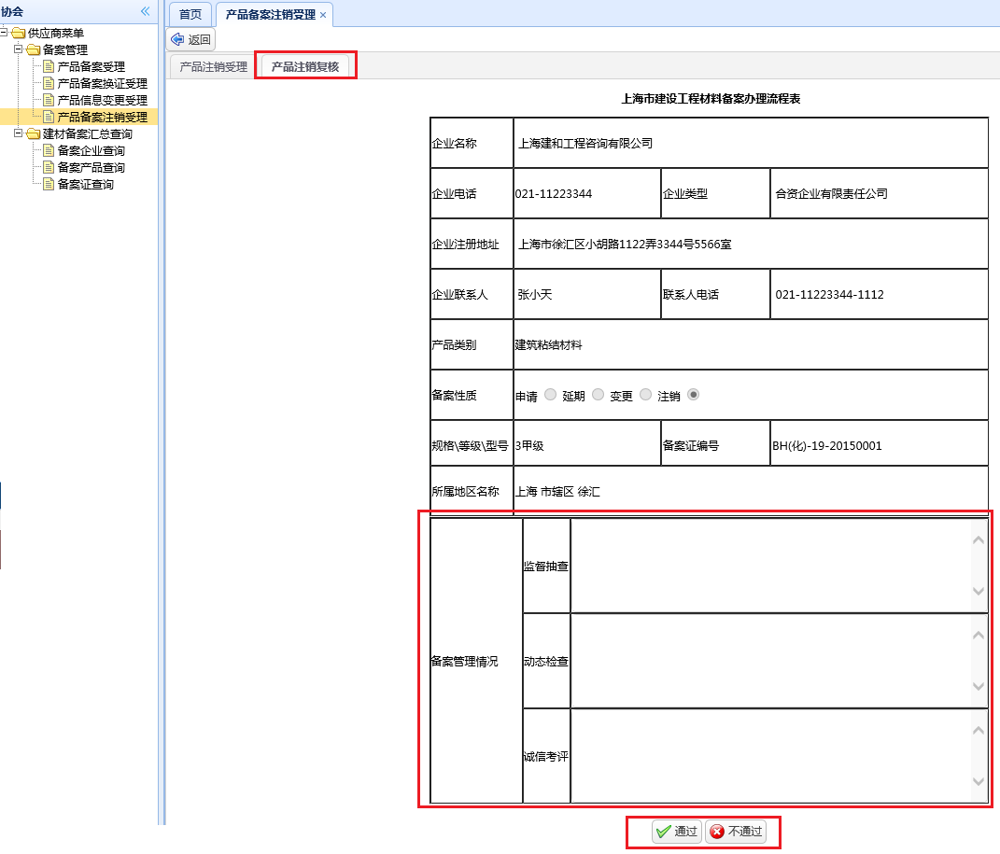 协会
供应商菜单
备案管理
产品备案受理
产品备案换证受理
产品信息变更受理
产品备案注销受理
建材备案汇总查询
备案企业查询
备案产品查询
备案证查询
首页 产品备案注销受理
返回
产品注销受理 产品注销复核
上海市建设工程材料备案办理流程表
企业名称 上海建和工程咨询有限公司
企业电话 021-11223344 企业类型 合资企业有限责任公司
企业注册地址 上海市徐汇区小胡路1122弄3344号5566室
企业联系人 张小天 联系人电话 021-11223344-1112
产品类别 建筑粘结材料
备案性质 申请 延期 变更 注销
规格\等级\型号 3甲级 备案证编号 BH(化)-19-20150001
所属地区名称 上海 市辖区 徐汇
备案管理情况
监督抽查
动态检查
诚信考评
通过 不通过